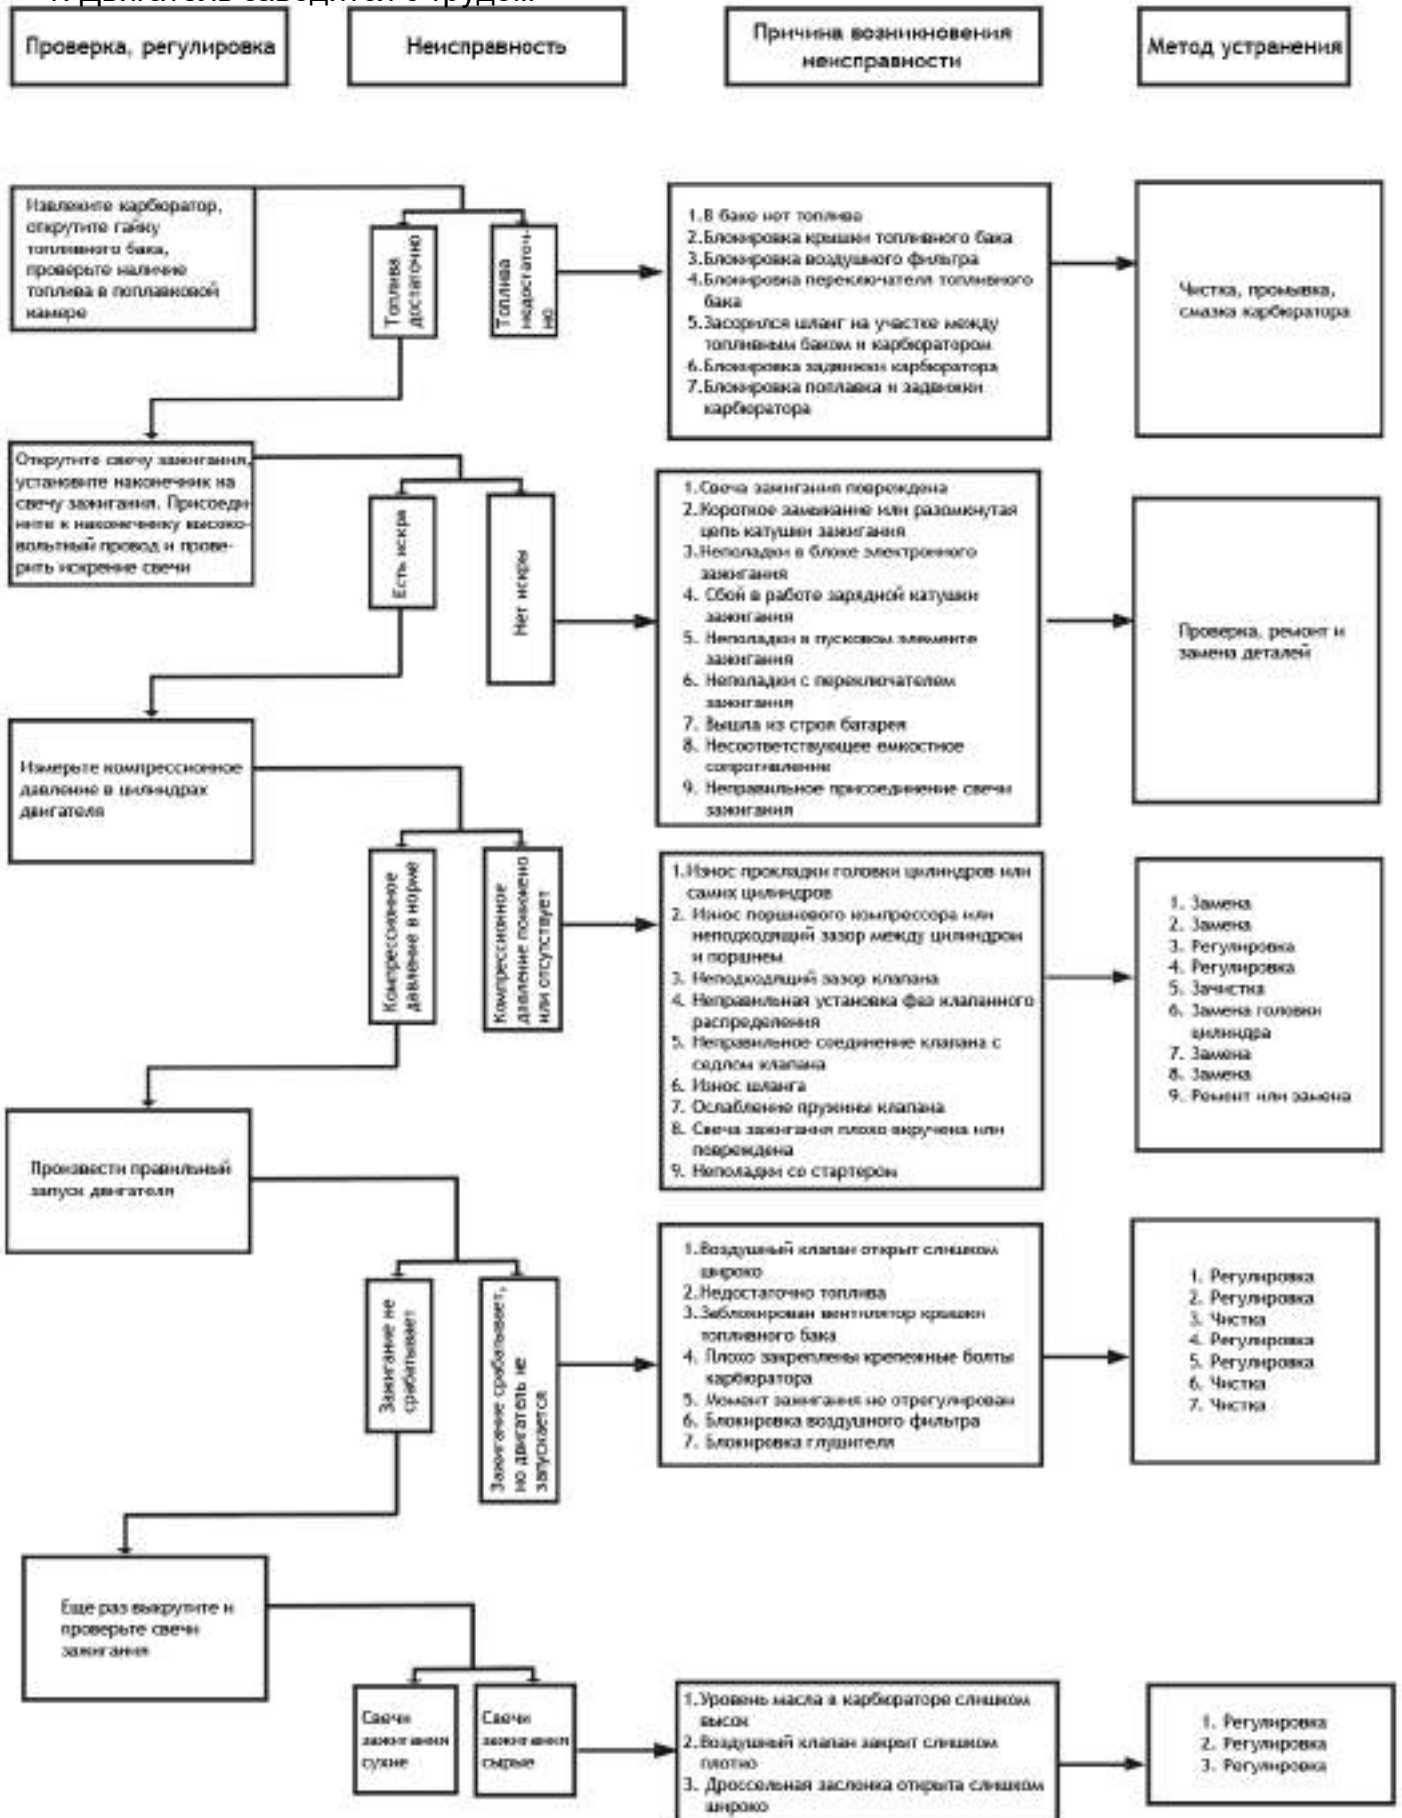 1. Двигатель заводится с трудом
Проверка, регулировка
Неисправность
Причина возникновения
неисправности
Метод устранения
Извлеките карбюратор,
открутите гайку
топливного бака,
проверьте наличие
топлива в поплавковой
камере
Топлива
достаточно
Топлива
недостаточ-
но
1.В баке нет топлива
2.Блокировка крышки топливного бака
3.Блокировка воздушного фильтра
4.Блокировка переключателя топливного
бака
5.Засорился шланг на участке между
топливным баком и карбюратором
6.Блокировка задвижки карбюратора
7.Блокировка поплавка и задвижки
карбюратора
Чистка, промывка,
смазка карбюратора
Открутите свечу зажигания,
установите наконечник на
свечу зажигания. Присоеди-
ните к наконечнику высоко-
вольтный провод и прове-
рить искрение свечи
Есть искра
Нет искры
1.Свеча зажигания повреждена
2.Короткое замыкание или разомкнутая
цепь катушки зажигания
3.Неполадки в блоке электронного
зажигания
4. Сбой в работе зарядной катушки
зажигания
5. Неполадки в пусковом элементе
зажигания
6. Неполадки с переключателем
зажигания
7. Вышла из строя батарея
8. Несоответствующее емкостное
сопротивление
9. Неправильное присоединение свечи
зажигания
Проверка, ремонт и
замена деталей
Измерьте компрессионное
давление в цилиндрах
двигателя
Компрессионное
давление в норме
Компрессионное
давление понижено
или отсутствует
1.Износ прокладки головки цилиндров или
самих цилиндров
2. Износ поршневого компрессора или
неподходящий зазор между цилиндром
и поршнем
3. Неподходящий зазор клапана
4. Неправильная установка фаз клапанного
распределения
5. Неправильное соединение клапана с
седлом клапана
6. Износ шланга
7. Ослабление пружины клапана
8. Свеча зажигания плохо вкручена или
повреждена
9. Неполадки со стартером
1. Замена
2. Замена
3. Регулировка
4. Регулировка
5. Зачистка
6. Замена головки
цилиндра
7. Замена
8. Замена
9. Ремонт или замена
Произвести правильный
запуск двигателя
Зажигание не
срабатывает
Зажигание срабатывает,
но двигатель не
запускается
1.Воздушный клапан открыт слишком
широко
2.Недостаточно топлива
3.Заблокирован вентилятор крышки
топливного бака
4. Плохо закреплены крепежные болты
карбюратора
5. Момент зажигания не отрегулирован
6. Блокировка воздушного фильтра
7. Блокировка глушителя
1. Регулировка
2. Регулировка
3. Чистка
4. Регулировка
5. Регулировка
6. Чистка
7. Чистка
Еще раз выкрутите и
проверьте свечи
зажигания
Свечи
зажигания
сухие
Свечи
зажигания
сырые
1.Уровень масла в карбюраторе слишком
высок
2.Воздушный клапан закрыт слишком
плотно
3. Дроссельная заслонка открыта слишком
широко
1. Регулировка
2. Регулировка
3. Регулировка